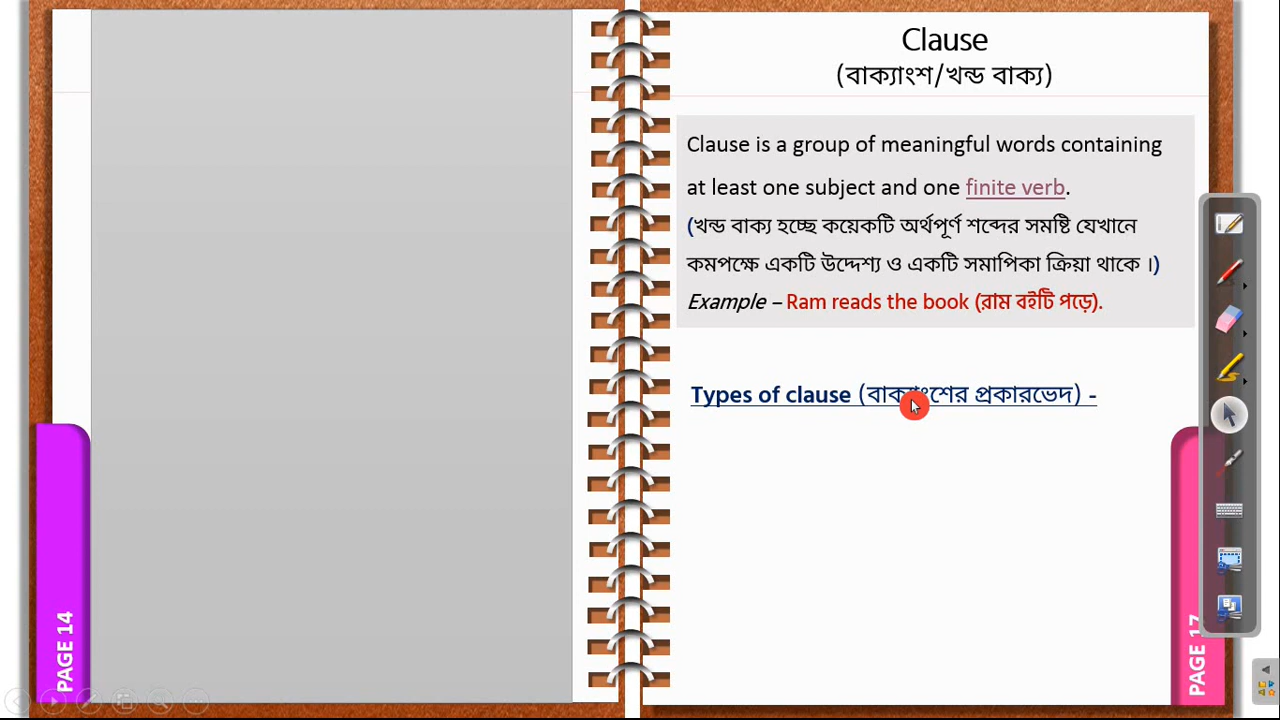 Clause
(বাক্যাংশ/খন্ড বাক্য)
Clause is a group of meaningful words containing
at least one subject and one finite verb.
(খন্ড বাক্য হচ্ছে কয়েকটি অর্থপূর্ণ শব্দের সমষ্টি যেখানে
কমপক্ষে একটি উদ্দেশ্য ও একটি সমাপিকা ক্রিয়া থাকে ।)
Example – Ram reads the book (রাম বইটি পড়ে).
Types of clause (বাক্যাংশের প্রকারভেদ) -
PAGE 14
PAGE 17